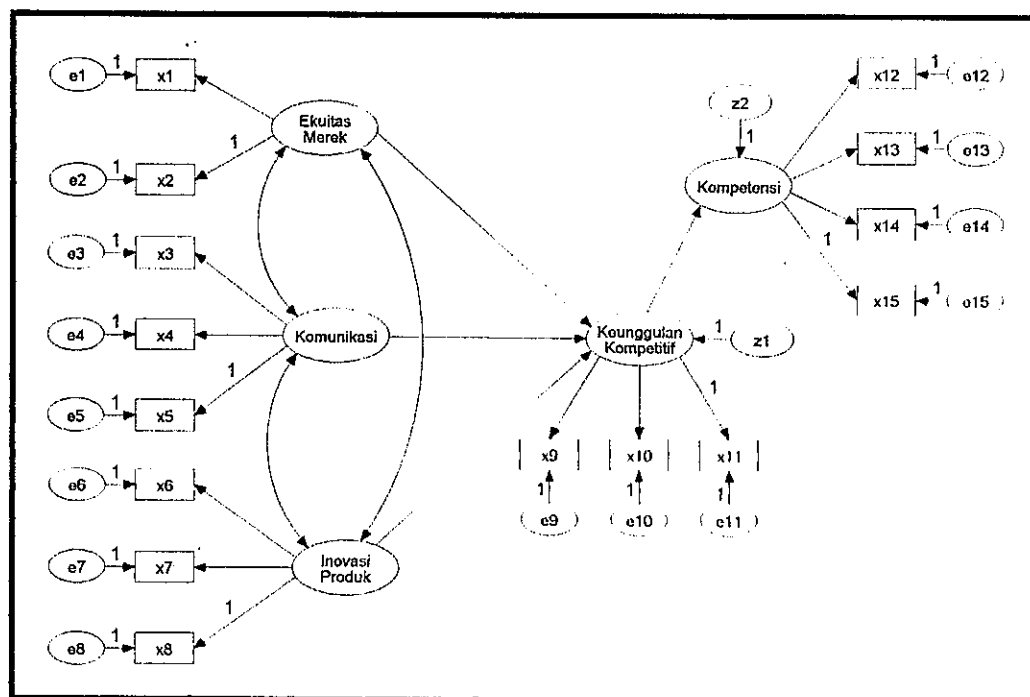 e1 1 x1
Ekuitas
Merek
1
e2 1 x2
e3 1 x3
e4 1 x4
Komunikasi
1
e5 1 x5
e6 1 x6
e7 1 x7
Inovasi
Produk
1
e8 1 x8
z2
1
Kompetensi
x12 1 e12
x13 1 e13
x14 1 e14
1
x15 1 e15
Keunggulan
Kompetitif
1 z1
1
x9 x10 x11
1 1 1
e9 e10 e11